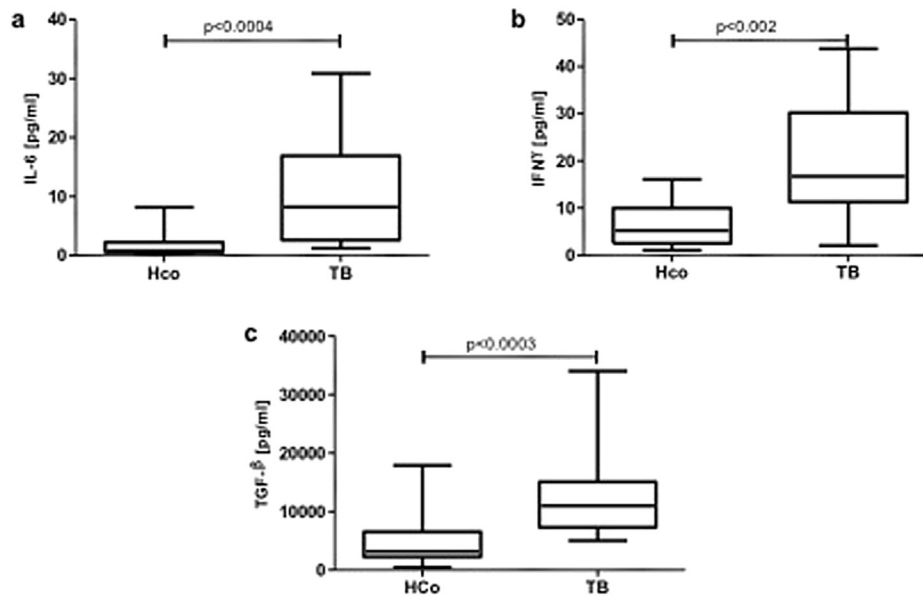 a
p<0.0004
IL-6 [pg/ml]
40
30
20
10
0
Hco
TB
b
p<0.002
IFNγ [pg/ml]
50
40
30
20
10
0
Hco
TB
c
p<0.0003
TGF-β [pg/ml]
40000
30000
20000
10000
0
HCo
TB